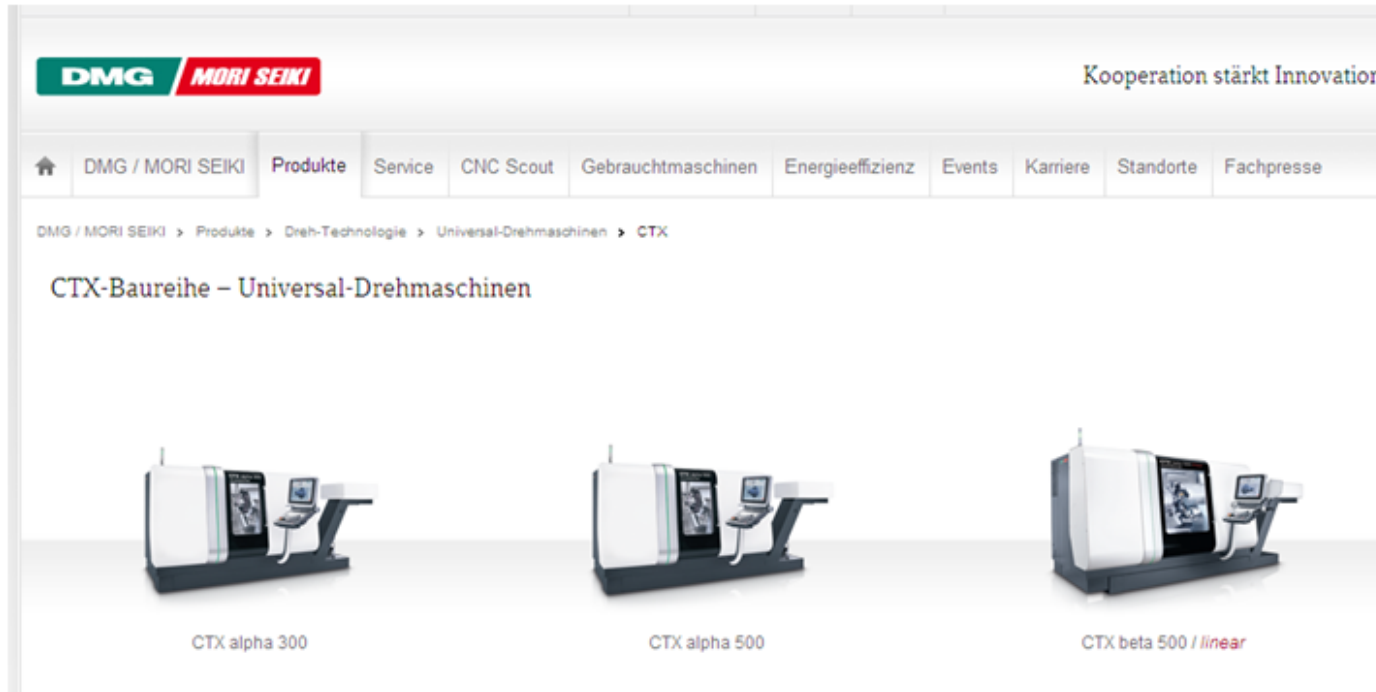 DMG MORI SEIKI
Kooperation stärkt Innovation
DMG / MORI SEIKI Produkte Service CNC Scout Gebrauchtmaschinen Energieeffizienz Events Karriere Standorte Fachpresse
DMG / MORI SEIKI > Produkte > Dreh-Technologie > Universal-Drehmaschinen > CTX
CTX-Baureihe – Universal-Drehmaschinen
CTX alpha 300 CTX alpha 500 CTX beta 500 / linear